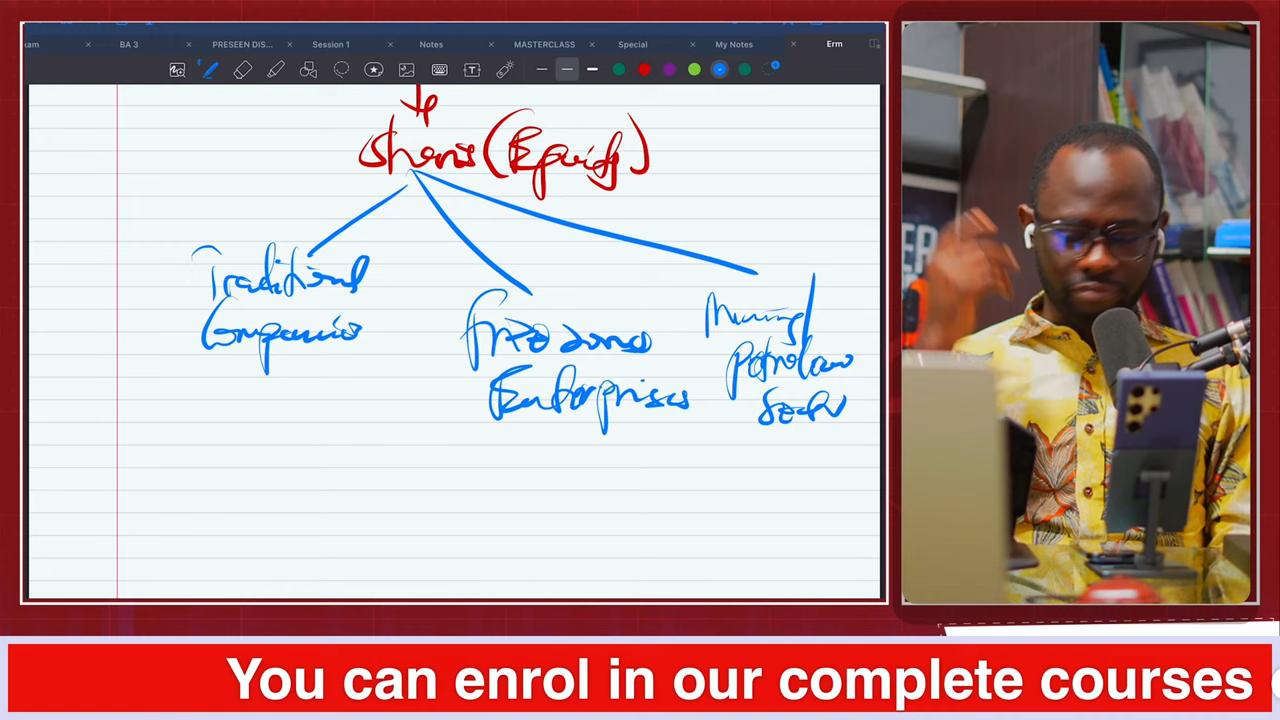 BA 3
PRESEEN DIS...
Session 1
Notes
MASTERCLASS
Special
My Notes
Erm
Shares (Equity)
Traditional
Companies
Free zones
Enterprises
Mining/
Petroleum
Sector
You can enrol in our complete courses